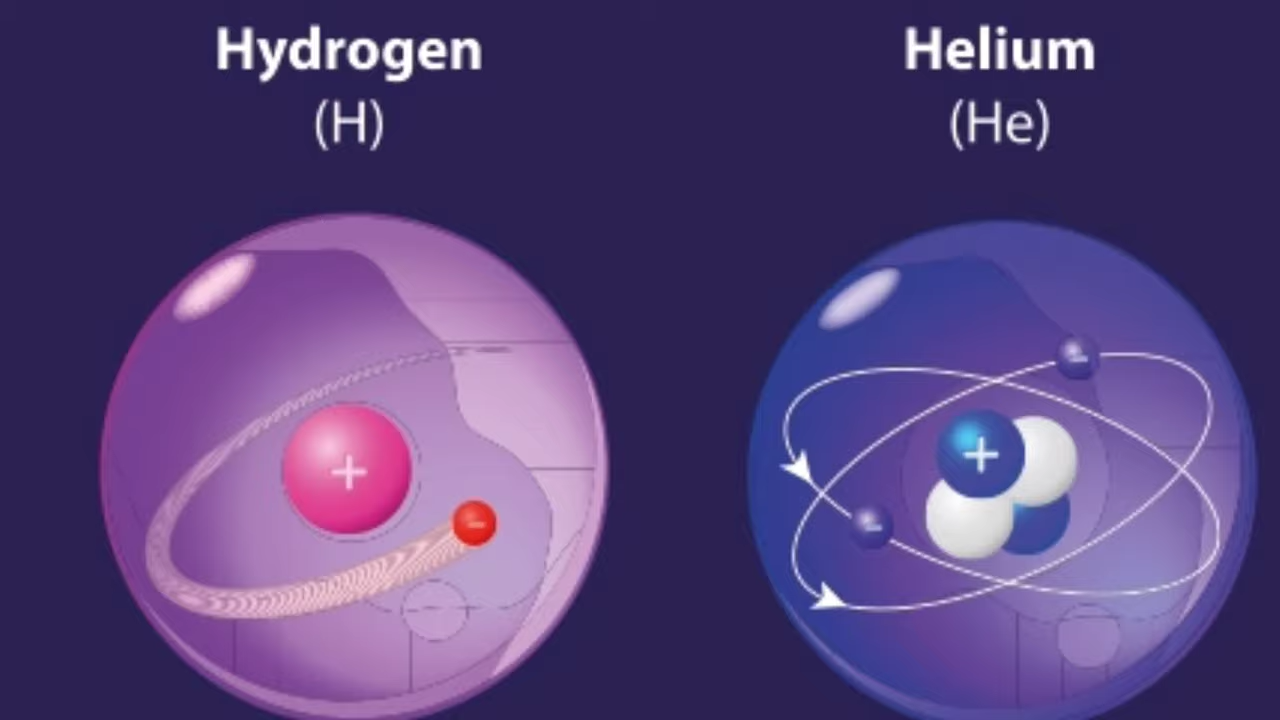 Hydrogen
(H)
Helium
(He)
+
-
+
-
-